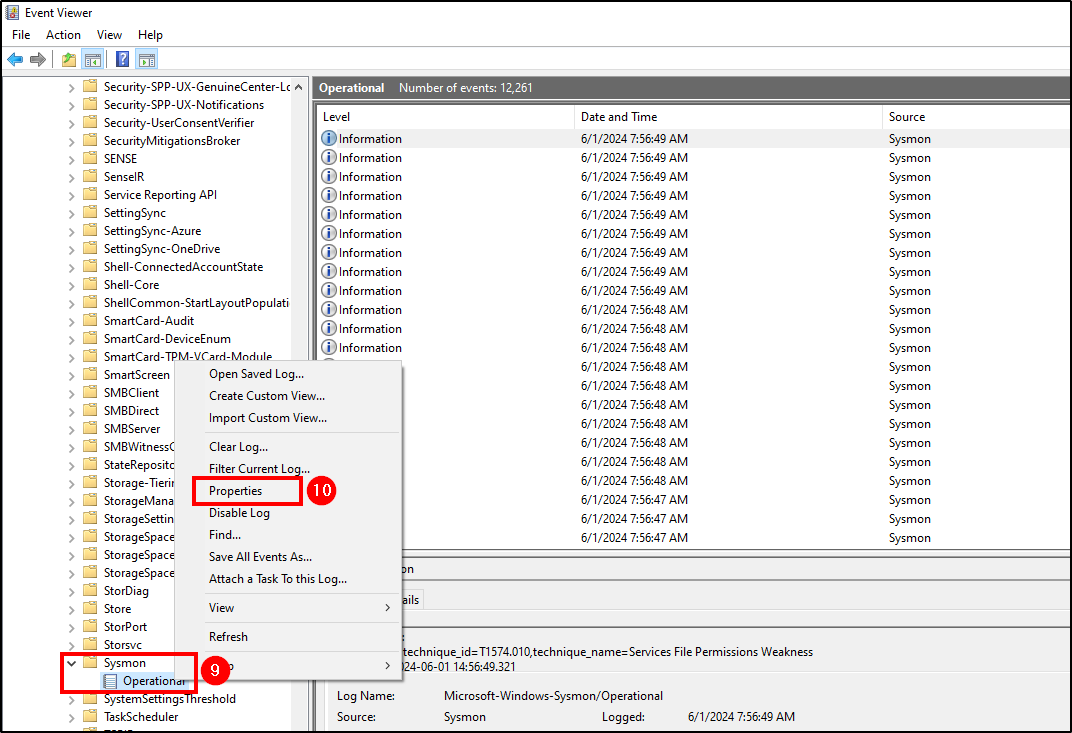 Event Viewer
File Action View Help
Security-SPP-UX-GenuineCenter-Lo
Security-SPP-UX-Notifications
Security-UserConsentVerifier
SecurityMitigationsBroker
SENSE
SenseIR
Service Reporting API
SettingSync
SettingSync-Azure
SettingSync-OneDrive
Shell-ConnectedAccountState
Shell-Core
ShellCommon-StartLayoutPopulati
SmartCard-Audit
SmartCard-DeviceEnum
SmartCard-TPM-VCard-Module
SmartScreen
SMBClient
SMBDirect
SMBServer
SMBWitnessC
StateReposito
Storage-Tierin
StorageMana
StorageSettin
StorageSpace
StorageSpace
StorageSpace
StorDiag
Store
StorPort
Storsvc
Sysmon
Operational
9
SystemSettingsThreshold
TaskScheduler
Open Saved Log...
Create Custom View...
Import Custom View...
Clear Log...
Filter Current Log...
Properties
10
Disable Log
Find...
Save All Events As...
Attach a Task To this Log...
View
Refresh
p
Operational Number of events: 12,261
Level Date and Time Source
Information 6/1/2024 7:56:49 AM Sysmon
Information 6/1/2024 7:56:49 AM Sysmon
Information 6/1/2024 7:56:49 AM Sysmon
Information 6/1/2024 7:56:49 AM Sysmon
Information 6/1/2024 7:56:49 AM Sysmon
Information 6/1/2024 7:56:49 AM Sysmon
Information 6/1/2024 7:56:49 AM Sysmon
Information 6/1/2024 7:56:49 AM Sysmon
Information 6/1/2024 7:56:49 AM Sysmon
Information 6/1/2024 7:56:48 AM Sysmon
Information 6/1/2024 7:56:48 AM Sysmon
Information 6/1/2024 7:56:48 AM Sysmon
6/1/2024 7:56:48 AM Sysmon
6/1/2024 7:56:48 AM Sysmon
6/1/2024 7:56:48 AM Sysmon
6/1/2024 7:56:48 AM Sysmon
6/1/2024 7:56:48 AM Sysmon
6/1/2024 7:56:48 AM Sysmon
6/1/2024 7:56:48 AM Sysmon
6/1/2024 7:56:47 AM Sysmon
6/1/2024 7:56:47 AM Sysmon
6/1/2024 7:56:47 AM Sysmon
on
ails
:
technique_id=T1574.010,technique_name=Services File Permissions Weakness
024-06-01 14:56:49.321
Log Name: Microsoft-Windows-Sysmon/Operational
Source: Sysmon Logged: 6/1/2024 7:56:49 AM